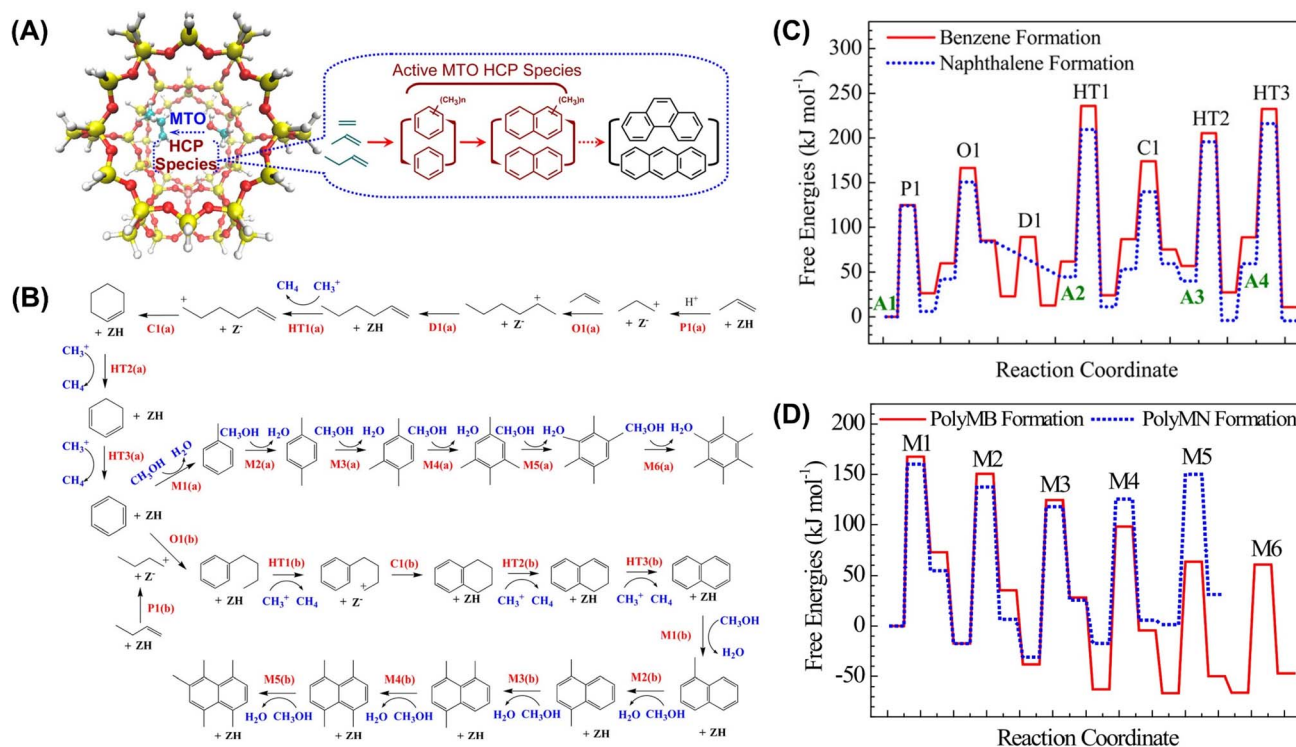 (A)
MTO
HCP
Species
Active MTO HCP Species
(CH₃)n
(CH₃)n
(B)
CH₄ CH₃⁺
+
+ ZH
C1(a)
+ Z⁻
HT1(a)
+ ZH
D1(a)
+
+ Z⁻
O1(a)
+
+ Z⁻
H⁺
P1(a)
+ ZH
CH₃⁺
CH₄
HT2(a)
+ ZH
CH₃⁺
CH₄
HT3(a)
CH₃OH H₂O
M1(a)
CH₃OH H₂O
M2(a)
CH₃OH H₂O
M3(a)
CH₃OH H₂O
M4(a)
CH₃OH H₂O
M5(a)
CH₃OH H₂O
M6(a)
+ ZH
O1(b)
+
+ Z⁻
P1(b)
+ ZH
+ ZH
HT1(b)
CH₃⁺ CH₄
+
+ Z⁻
C1(b)
+ ZH
HT2(b)
CH₃⁺ CH₄
+ ZH
HT3(b)
CH₃⁺ CH₄
+ ZH
M1(b)
CH₃OH
H₂O
+ ZH
M5(b)
H₂O CH₃OH
+ ZH
M4(b)
H₂O CH₃OH
+ ZH
M3(b)
H₂O CH₃OH
+ ZH
M2(b)
H₂O CH₃OH
+ ZH
(C)
Benzene Formation
Naphthalene Formation
Free Energies (kJ mol⁻¹)
300
250
200
150
100
50
0
P1
O1
D1
HT1
C1
HT2
HT3
A1
A2
A3
A4
Reaction Coordinate
(D)
PolyMB Formation
PolyMN Formation
Free Energies (kJ mol⁻¹)
200
150
100
50
0
-50
M1
M2
M3
M4
M5
M6
Reaction Coordinate